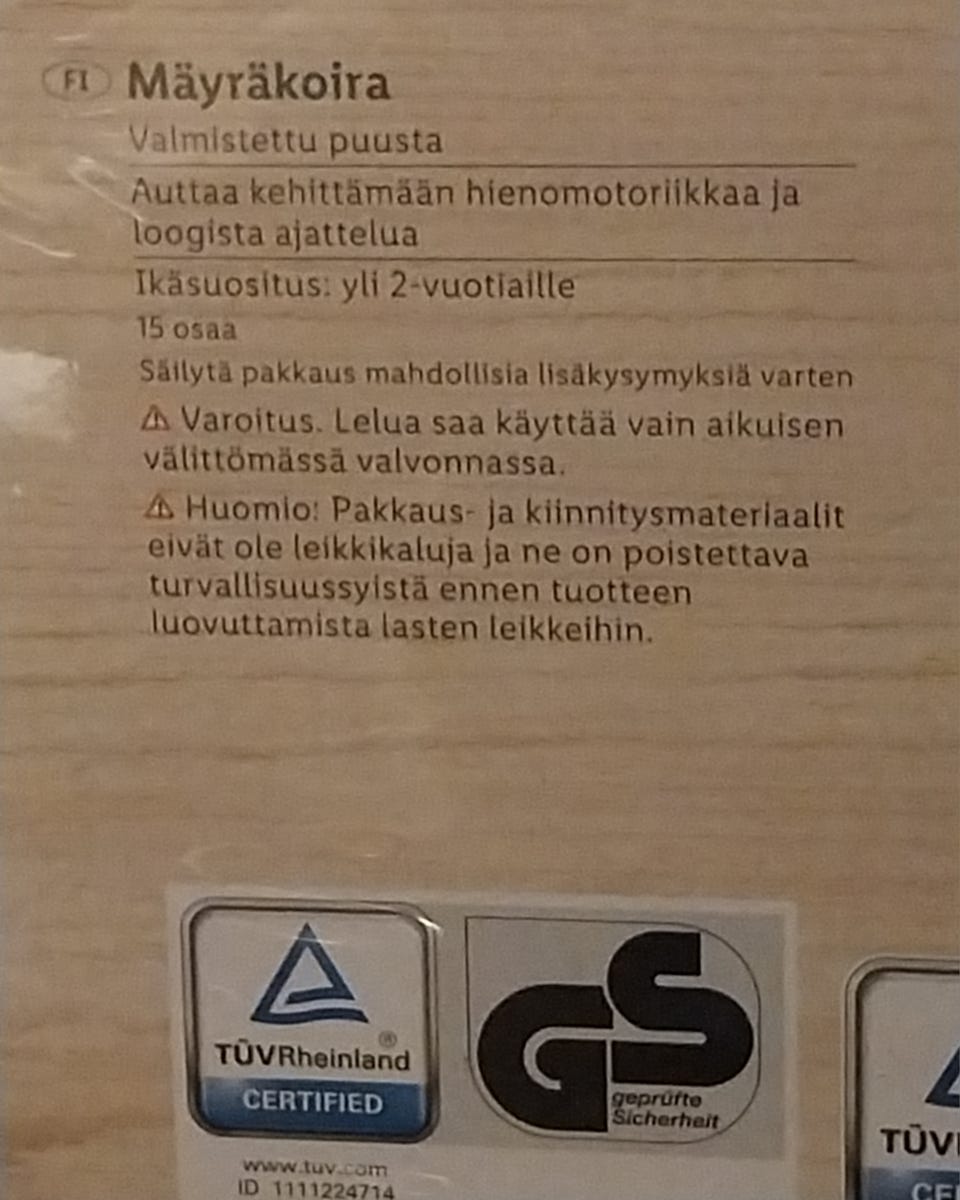 FI Mäyräkoira
Valmistettu puusta
Auttaa kehittämään hienomotoriikkaa ja
loogista ajattelua
Ikäsuositus: yli 2-vuotiaille
15 osaa
Säilytä pakkaus mahdollisia lisäkysymyksiä varten
⚠ Varoitus. Lelua saa käyttää vain aikuisen
välittömässä valvonnassa.
⚠ Huomio: Pakkaus- ja kiinnitysmateriaalit
eivät ole leikkikaluja ja ne on poistettava
turvallisuussyistä ennen tuotteen
luovuttamista lasten leikkeihin.
TÜVRheinland®
CERTIFIED
GS
geprüfte
Sicherheit
www.tuv.com
ID 1111224714
TÜV
CE